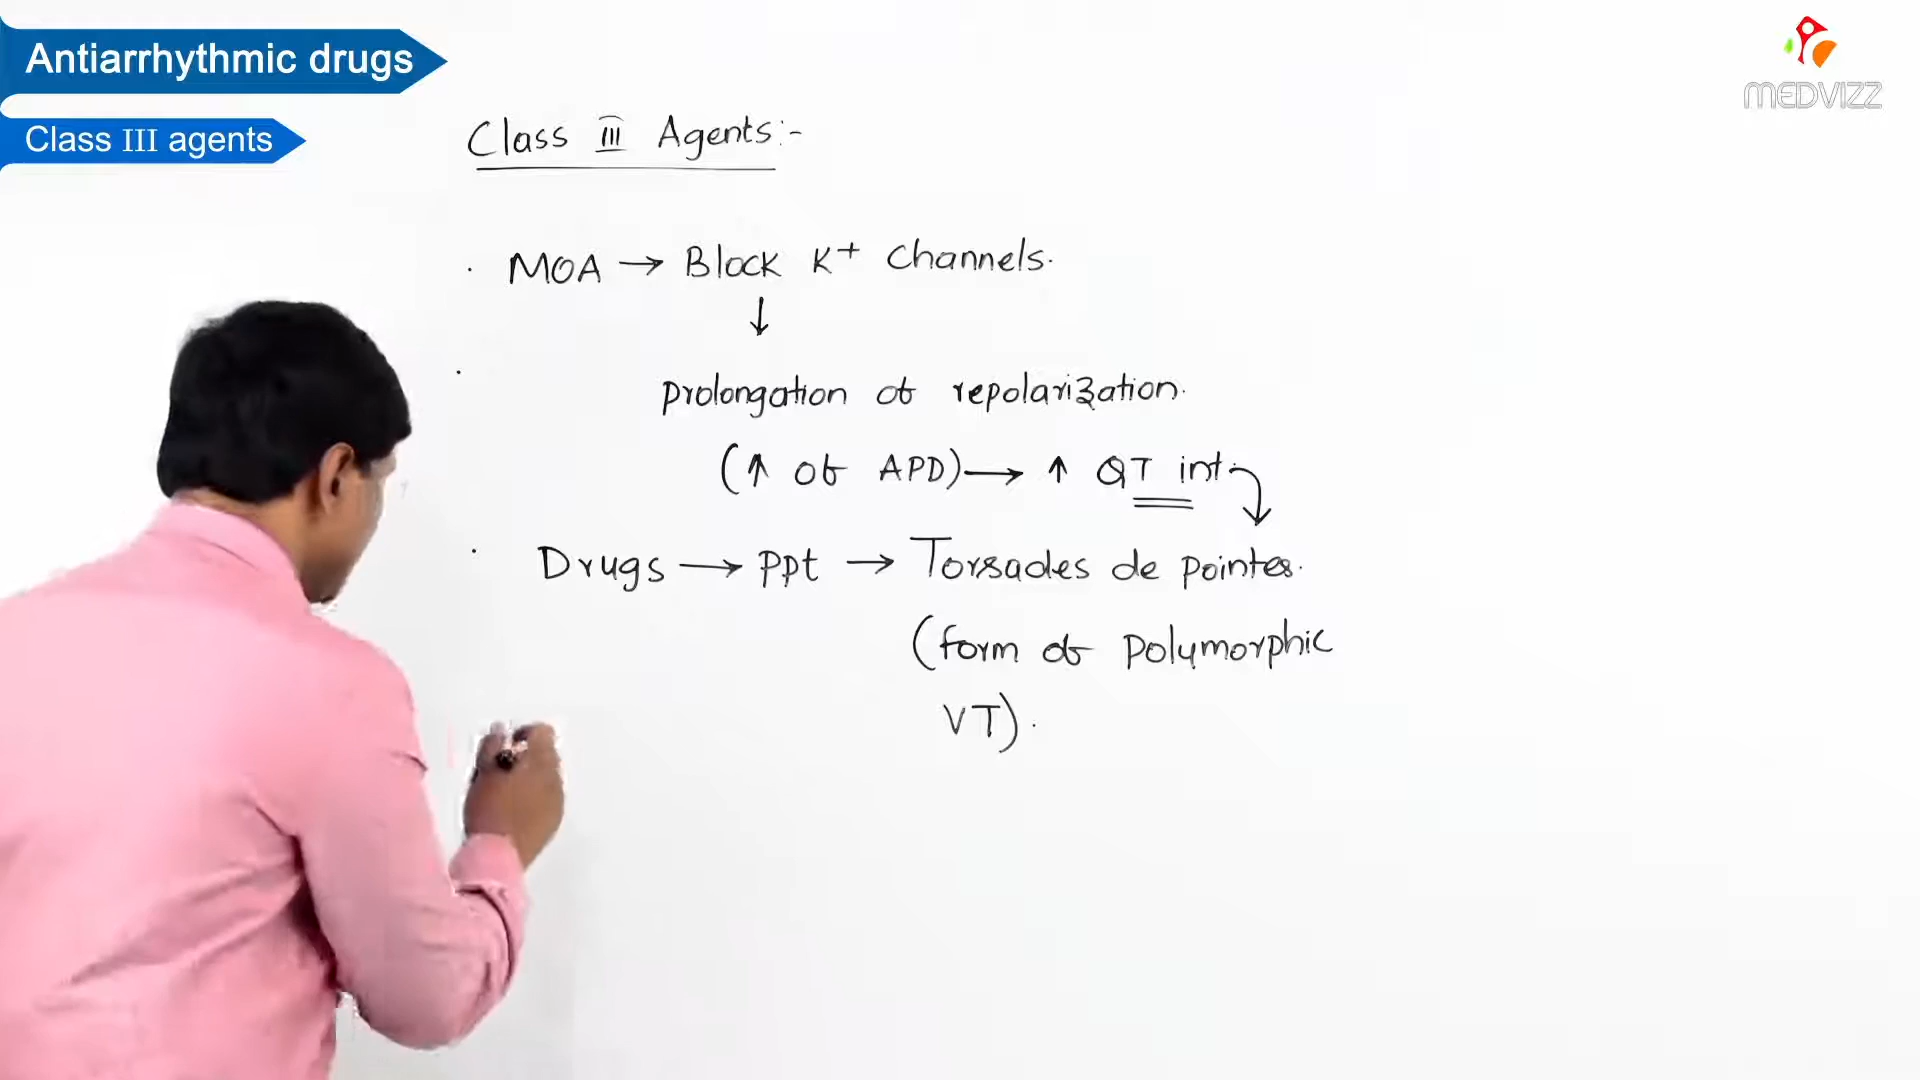 Antiarrhythmic drugs
Class III agents
MEDVIZZ
Class III Agents:-
· MOA → Block K+ Channels.
↓
· Prolongation of repolarization.
(↑ of APD) → ↑ QT int
· Drugs → Ppt → Torsades de pointes.
(form of Polymorphic
VT).